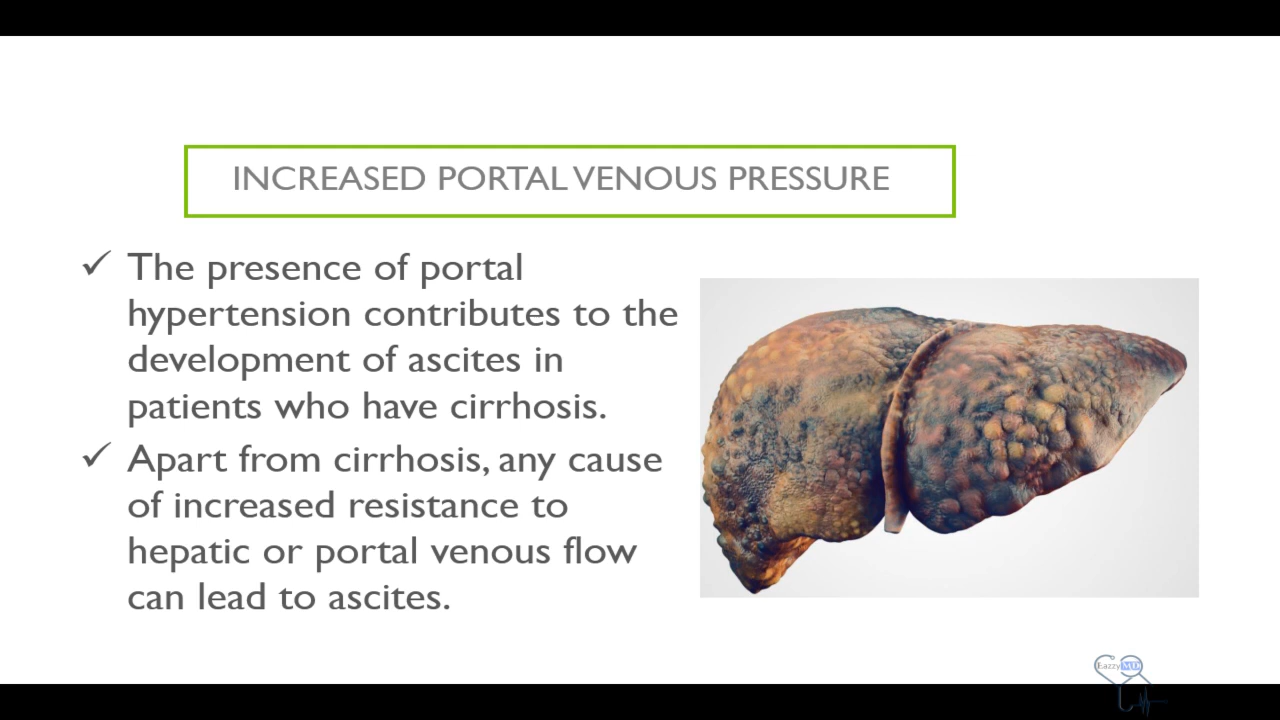 INCREASED PORTAL VENOUS PRESSURE
✓ The presence of portal
hypertension contributes to the
development of ascites in
patients who have cirrhosis.
✓ Apart from cirrhosis, any cause
of increased resistance to
hepatic or portal venous flow
can lead to ascites.
Eazzy MD